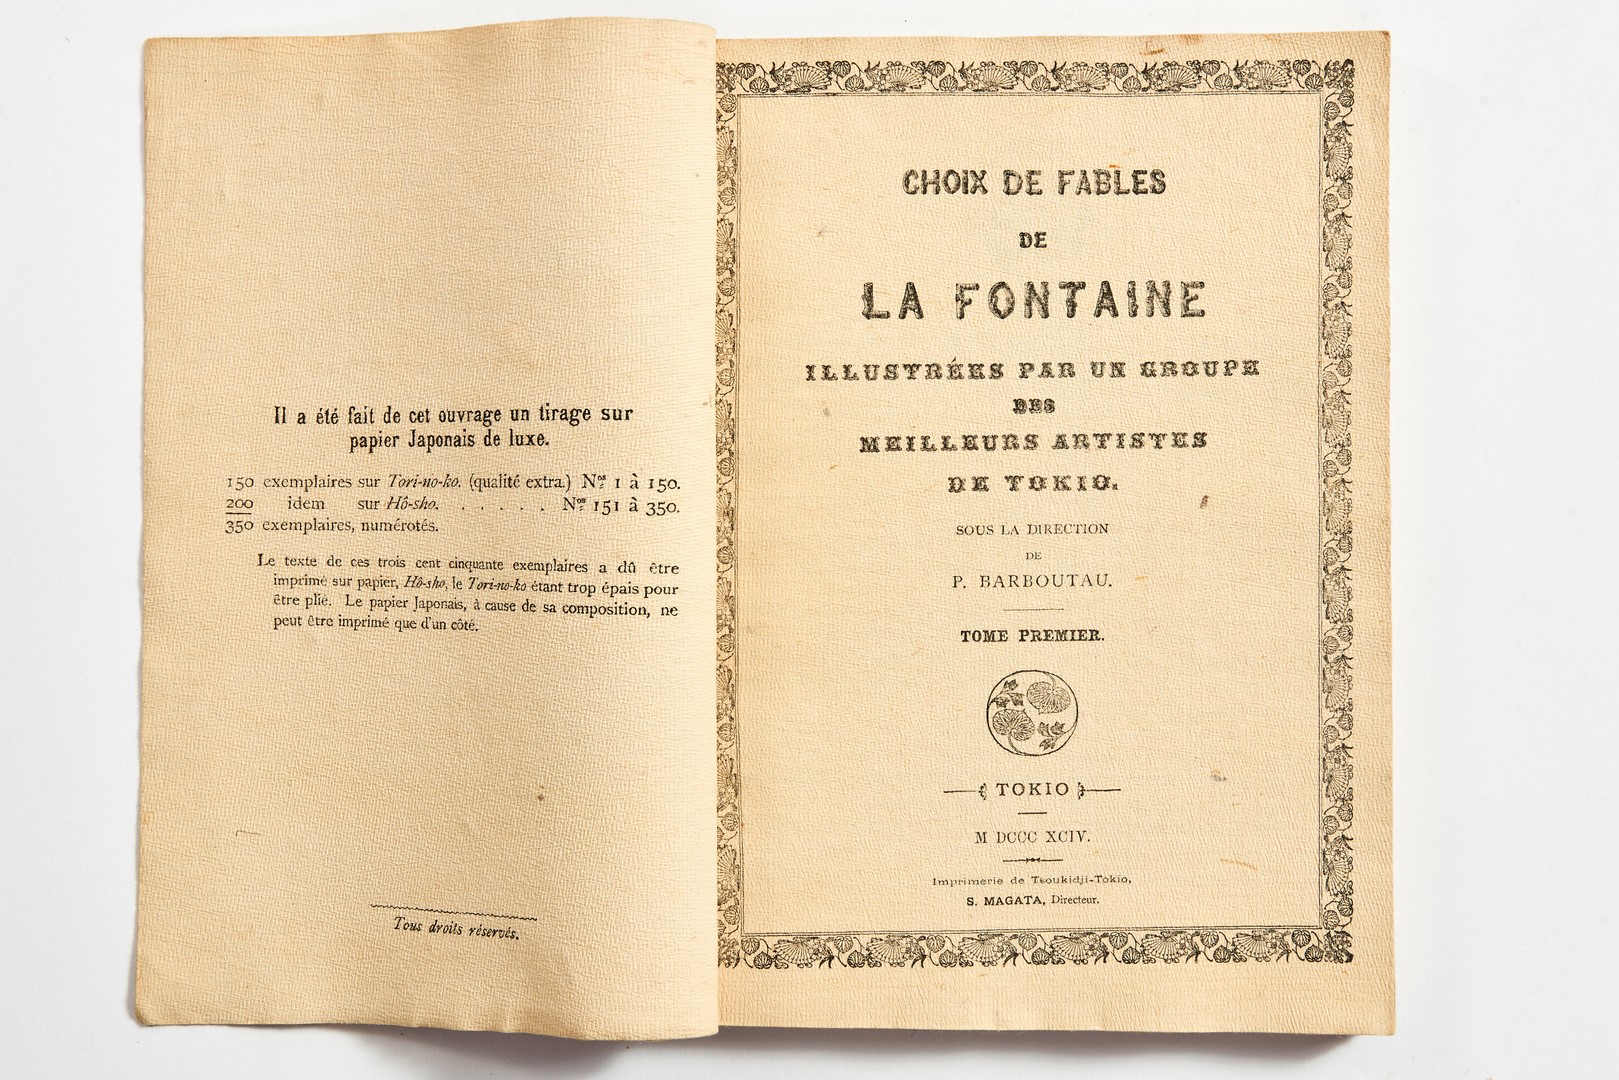 Il a été fait de cet ouvrage un tirage sur
papier Japonais de luxe.
150 exemplaires sur Tori-no-ko. (qualité extra.) Nos 1 à 150.
200 idem sur Hô-sho. . . . . . Nos 151 à 350.
350 exemplaires, numérotés.
Le texte de ces trois cent cinquante exemplaires a dû être
imprimé sur papier, Hô-sho, le Tori-no-ko étant trop épais pour
être plié. Le papier Japonais, à cause de sa composition, ne
peut être imprimé que d'un côté.
Tous droits réservés.
CHOIX DE FABLES
DE
LA FONTAINE
ILLUSTRÉES PAR UN GROUPE
DES
MEILLEURS ARTISTES
DE TOKIO.
SOUS LA DIRECTION
DE
P. BARBOUTAU.
TOME PREMIER.
TOKIO
M DCCC XCIV.
Imprimerie de Tsoukidji-Tokio,
S. MAGATA, Directeur.